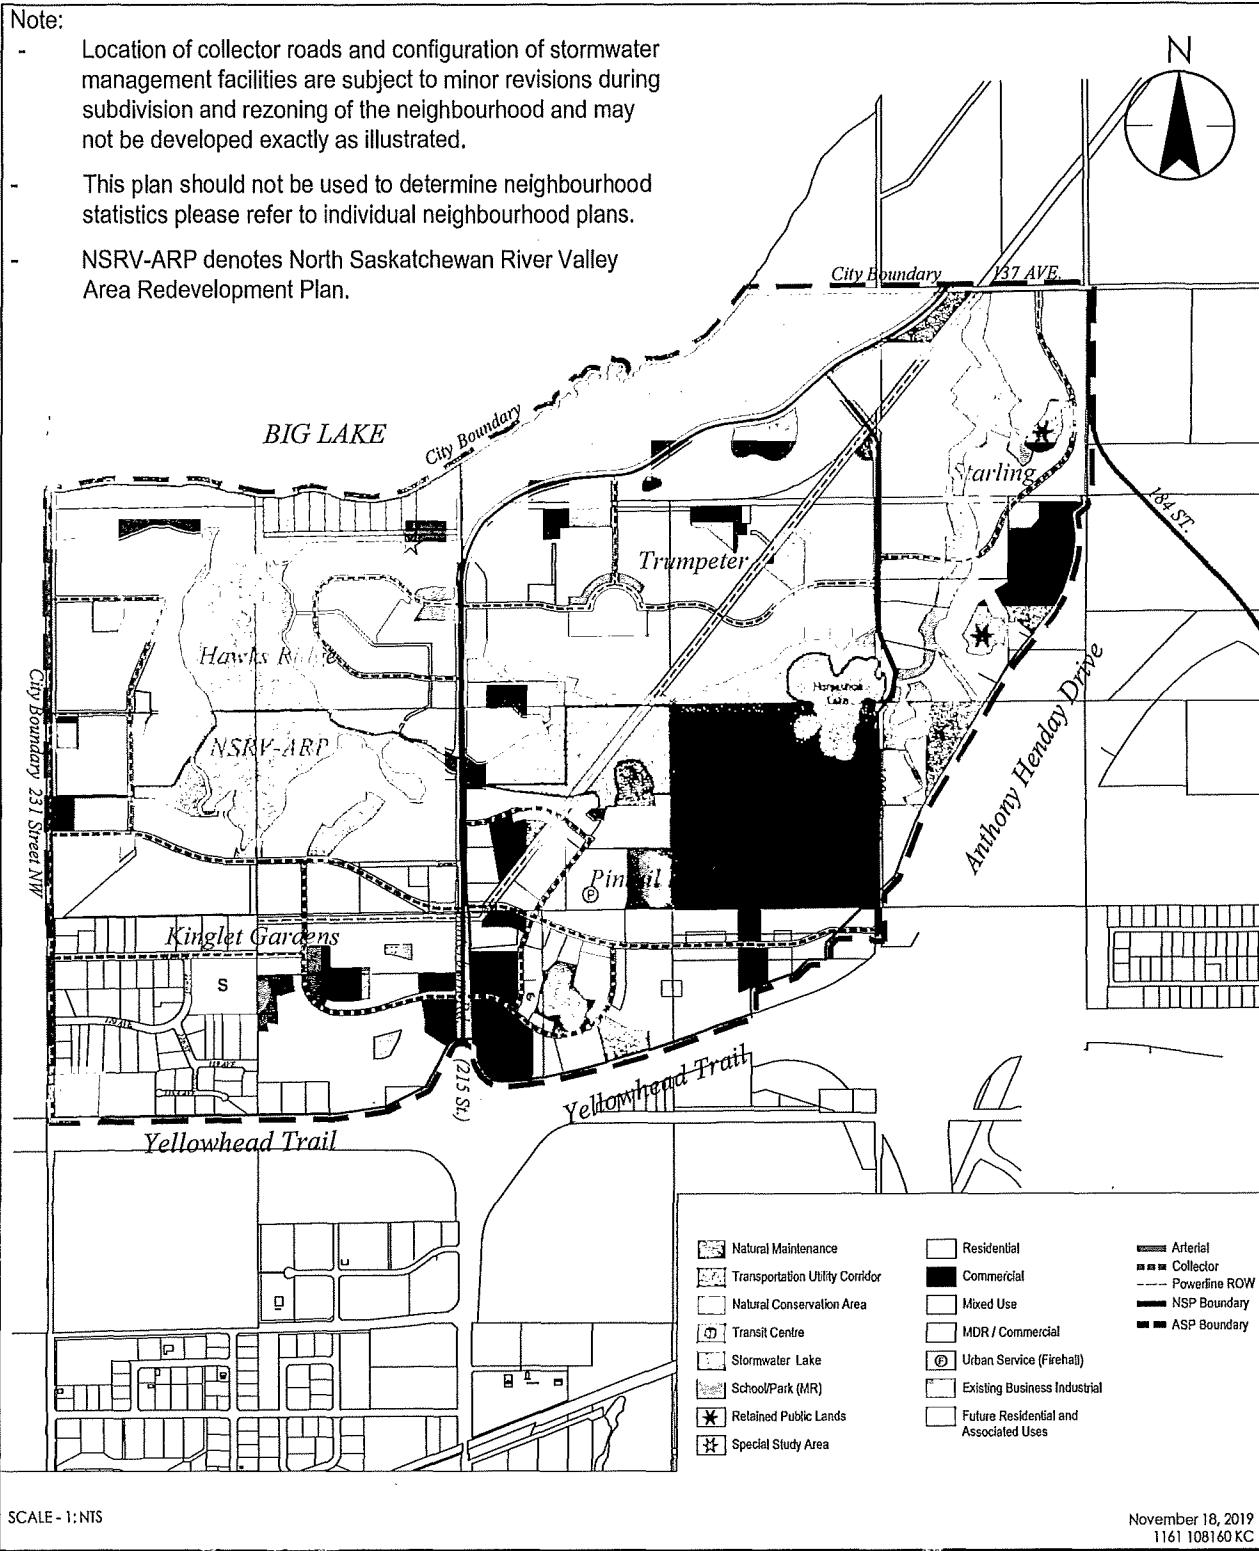 Note:
- Location of collector roads and configuration of stormwater
management facilities are subject to minor revisions during
subdivision and rezoning of the neighbourhood and may
not be developed exactly as illustrated.
- This plan should not be used to determine neighbourhood
statistics please refer to individual neighbourhood plans.
- NSRV-ARP denotes North Saskatchewan River Valley
Area Redevelopment Plan.
N
City Boundary
137 AVE.
BIG LAKE
City Boundary
Starling
184 ST.
Trumpeter
Hawks Ridge
Lake
City Boundary 231 Street NW
NSRV-ARP
Anthony Henday Drive
P
Kinglet Gardens
S
(215 St.)
Yellowhead Trail
Yellowhead Trail
Natural Maintenance
Transportation Utility Corridor
Natural Conservation Area
Transit Centre
Stormwater Lake
School/Park (MR)
Retained Public Lands
Special Study Area
Residential
Commercial
Mixed Use
MDR / Commercial
Urban Service (Firehall)
Existing Business Industrial
Future Residential and
Associated Uses
Arterial
Collector
Powerline ROW
NSP Boundary
ASP Boundary
SCALE - 1: NTS
November 18, 2019
1161 108160 KC